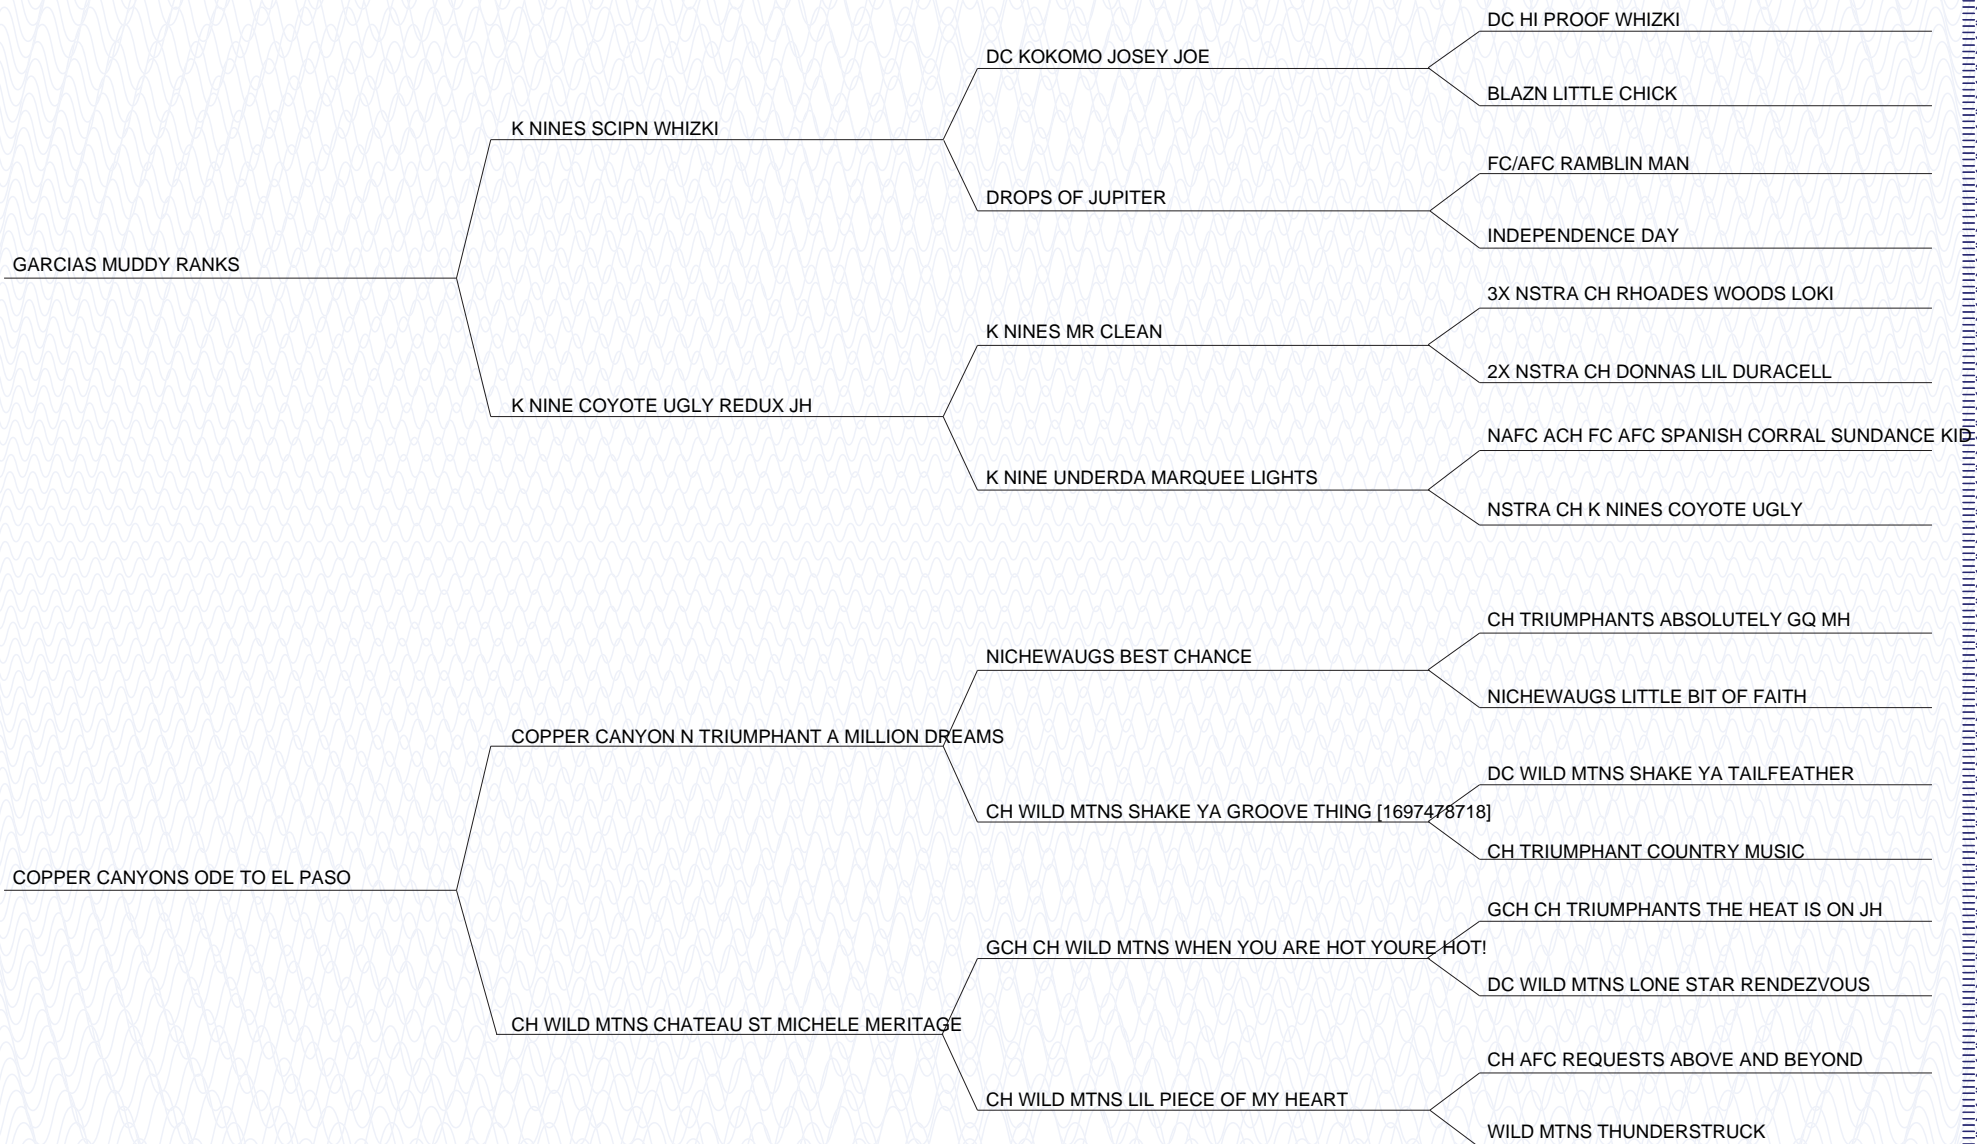 DC HI PROOF WHIZKI
DC KOKOMO JOSEY JOE
BLAZN LITTLE CHICK
K NINES SCIPN WHIZKI
FC/AFC RAMBLIN MAN
DROPS OF JUPITER
INDEPENDENCE DAY
GARCIAS MUDDY RANKS
3X NSTRA CH RHOADES WOODS LOKI
K NINES MR CLEAN
2X NSTRA CH DONNAS LIL DURACELL
K NINE COYOTE UGLY REDUX JH
NAFC ACH FC AFC SPANISH CORRAL SUNDANCE KID
K NINE UNDERDA MARQUEE LIGHTS
NSTRA CH K NINES COYOTE UGLY
CH TRIUMPHANTS ABSOLUTELY GQ MH
NICHEWAUGS BEST CHANCE
NICHEWAUGS LITTLE BIT OF FAITH
COPPER CANYON N TRIUMPHANT A MILLION DREAMS
DC WILD MTNS SHAKE YA TAILFEATHER
CH WILD MTNS SHAKE YA GROOVE THING [1697478718]
CH TRIUMPHANT COUNTRY MUSIC
COPPER CANYONS ODE TO EL PASO
GCH CH TRIUMPHANTS THE HEAT IS ON JH
GCH CH WILD MTNS WHEN YOU ARE HOT YOURE HOT!
DC WILD MTNS LONE STAR RENDEZVOUS
CH WILD MTNS CHATEAU ST MICHELE MERITAGE
CH AFC REQUESTS ABOVE AND BEYOND
CH WILD MTNS LIL PIECE OF MY HEART
WILD MTNS THUNDERSTRUCK